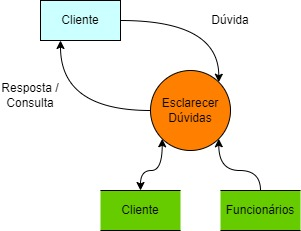 Cliente
Dúvida
Resposta /
Consulta
Esclarecer
Dúvidas
Cliente
Funcionários